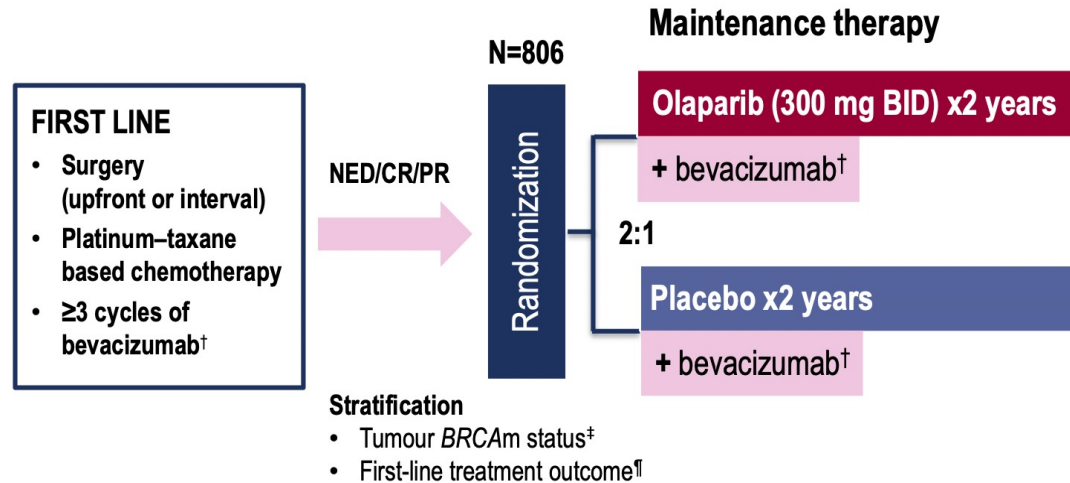 FIRST LINE
• Surgery
(upfront or interval)
• Platinum–taxane
based chemotherapy
• ≥3 cycles of
bevacizumab†
NED/CR/PR
N=806
Randomization
Stratification
• Tumour BRCAm status‡
• First-line treatment outcome¶
2:1
Maintenance therapy
Olaparib (300 mg BID) x2 years
+ bevacizumab†
Placebo x2 years
+ bevacizumab†